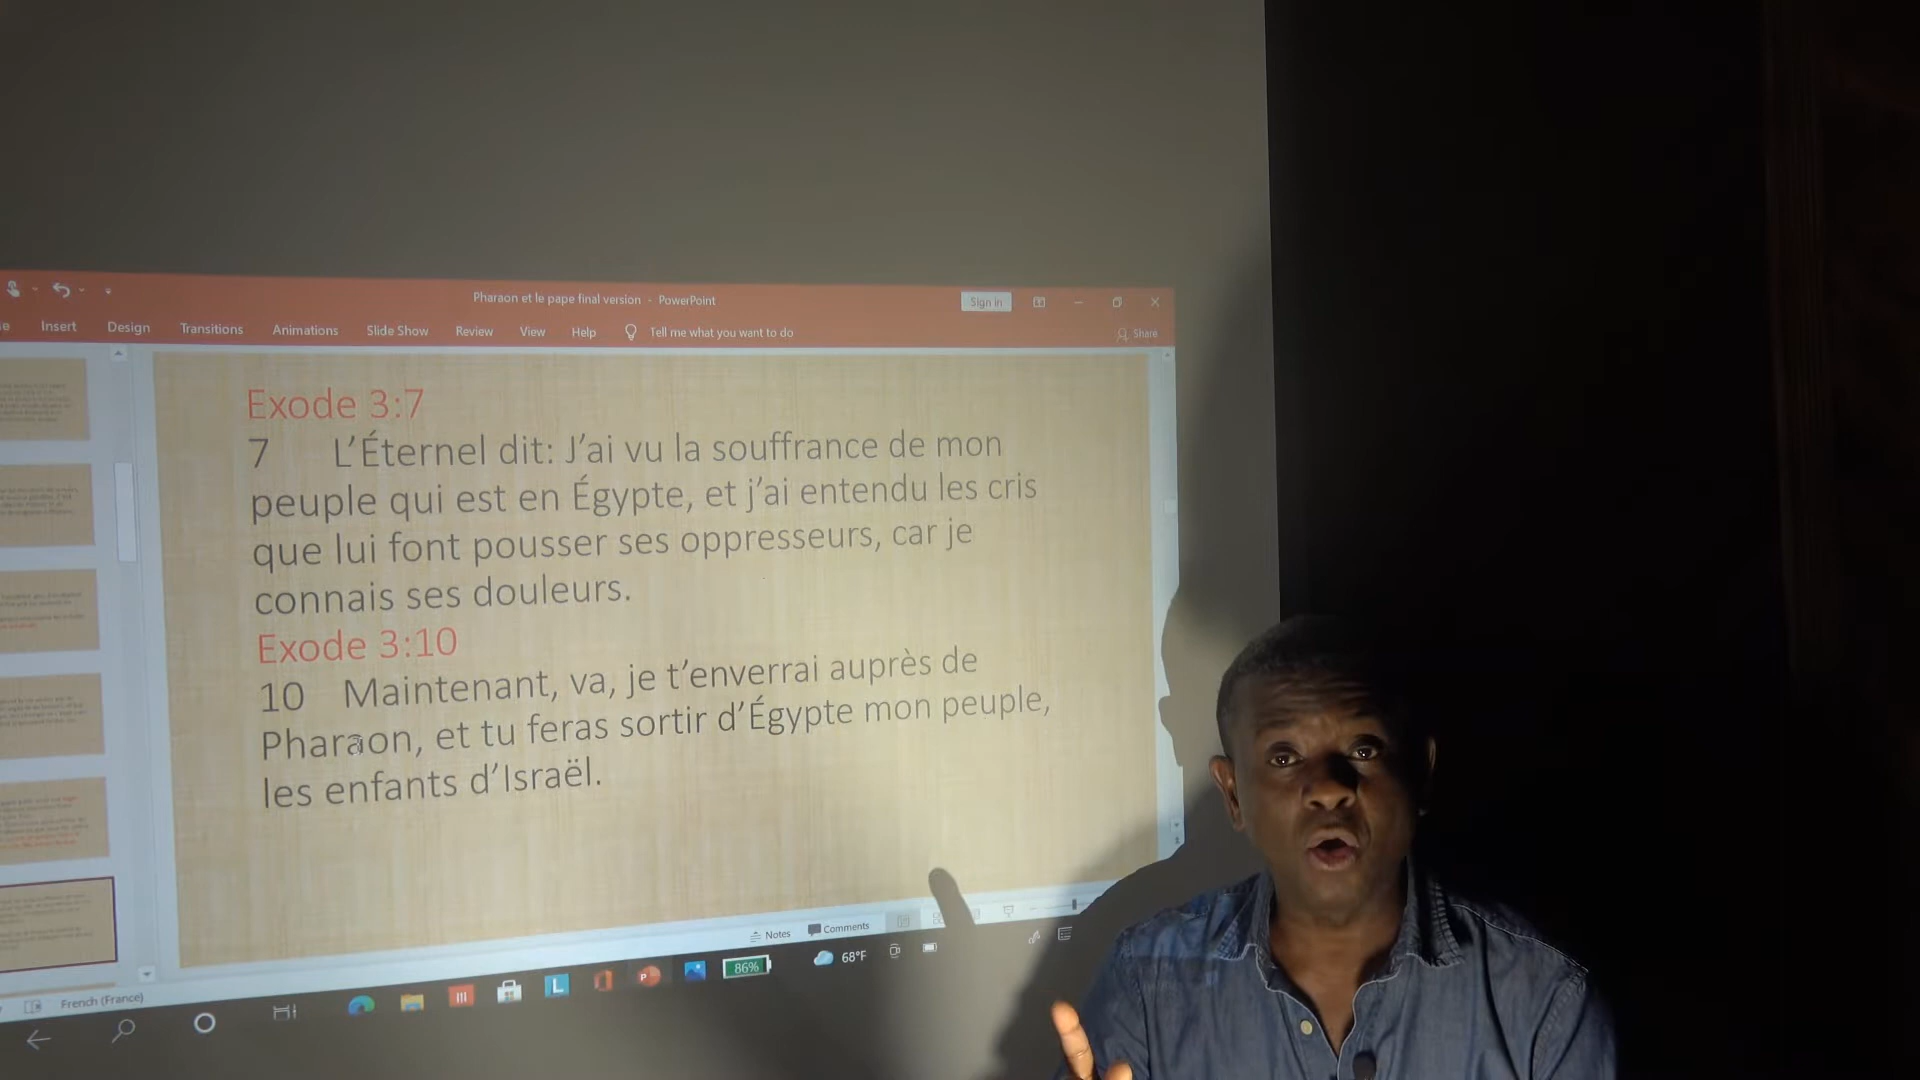 Pharaon et le pape final version - PowerPoint
Sign in
Insert Design Transitions Animations Slide Show Review View Help Tell me what you want to do Share
Exode 3:7
7 L'Éternel dit: J'ai vu la souffrance de mon
peuple qui est en Égypte, et j'ai entendu les cris
que lui font pousser ses oppresseurs, car je
connais ses douleurs.
Exode 3:10
10 Maintenant, va, je t'enverrai auprès de
Pharaon, et tu feras sortir d'Égypte mon peuple,
les enfants d'Israël.
Notes Comments
French (France)
86% 68°F